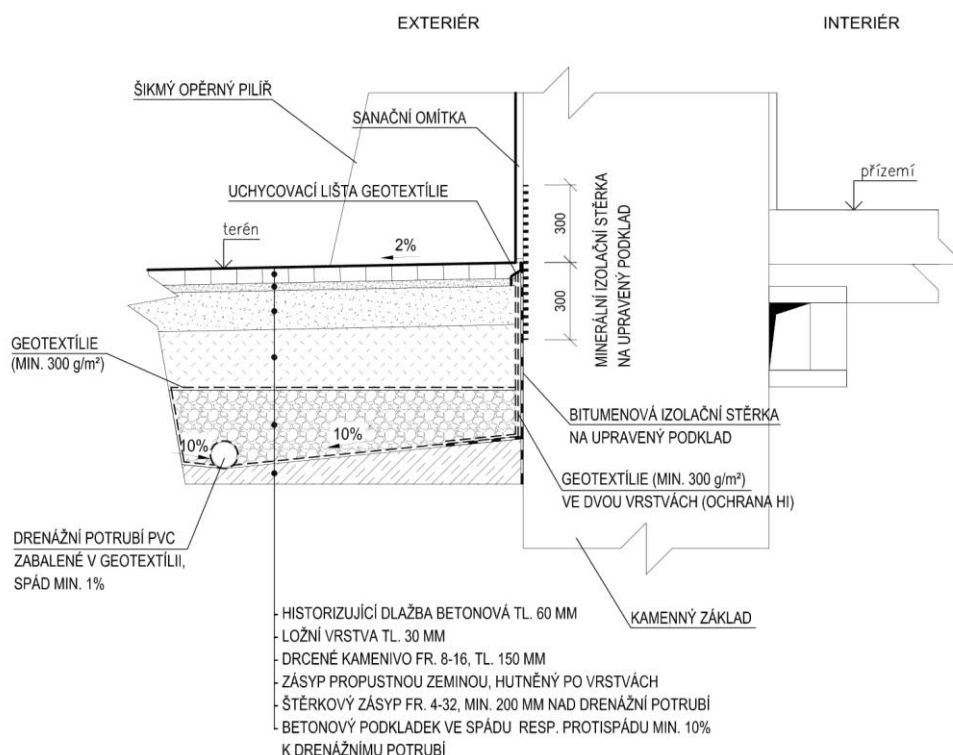 EXTERIÉR
INTERIÉR
ŠIKMÝ OPĚRNÝ PILÍŘ
SANAČNÍ OMÍTKA
UCHYCOVACÍ LIŠTA GEOTEXTÍLIE
přízemí
terén
2%
300
300
MINERÁLNÍ IZOLAČNÍ STĚRKA
NA UPRAVENÝ PODKLAD
GEOTEXTÍLIE
(MIN. 300 g/m²)
BITUMENOVÁ IZOLAČNÍ STĚRKA
NA UPRAVENÝ PODKLAD
10%
10%
GEOTEXTÍLIE (MIN. 300 g/m²)
VE DVOU VRSTVÁCH (OCHRANA HI)
DRENÁŽNÍ POTRUBÍ PVC
ZABALENÉ V GEOTEXTÍLII,
SPÁD MIN. 1%
KAMENNÝ ZÁKLAD
HISTORIZUJÍCÍ DLAŽBA BETONOVÁ TL. 60 MM
LOŽNÍ VRSTVA TL. 30 MM
DRCENÉ KAMENIVO FR. 8-16, TL. 150 MM
ZÁSYP PROPUSTNOU ZEMINOU, HUTNĚNÝ PO VRSTVÁCH
ŠTĚRKOVÝ ZÁSYP FR. 4-32, MIN. 200 MM NAD DRENÁŽNÍ POTRUBÍ
BETONOVÝ PODKLADEK VE SPÁDU RESP. PROTISPÁDU MIN. 10%
K DRENÁŽNÍMU POTRUBÍ